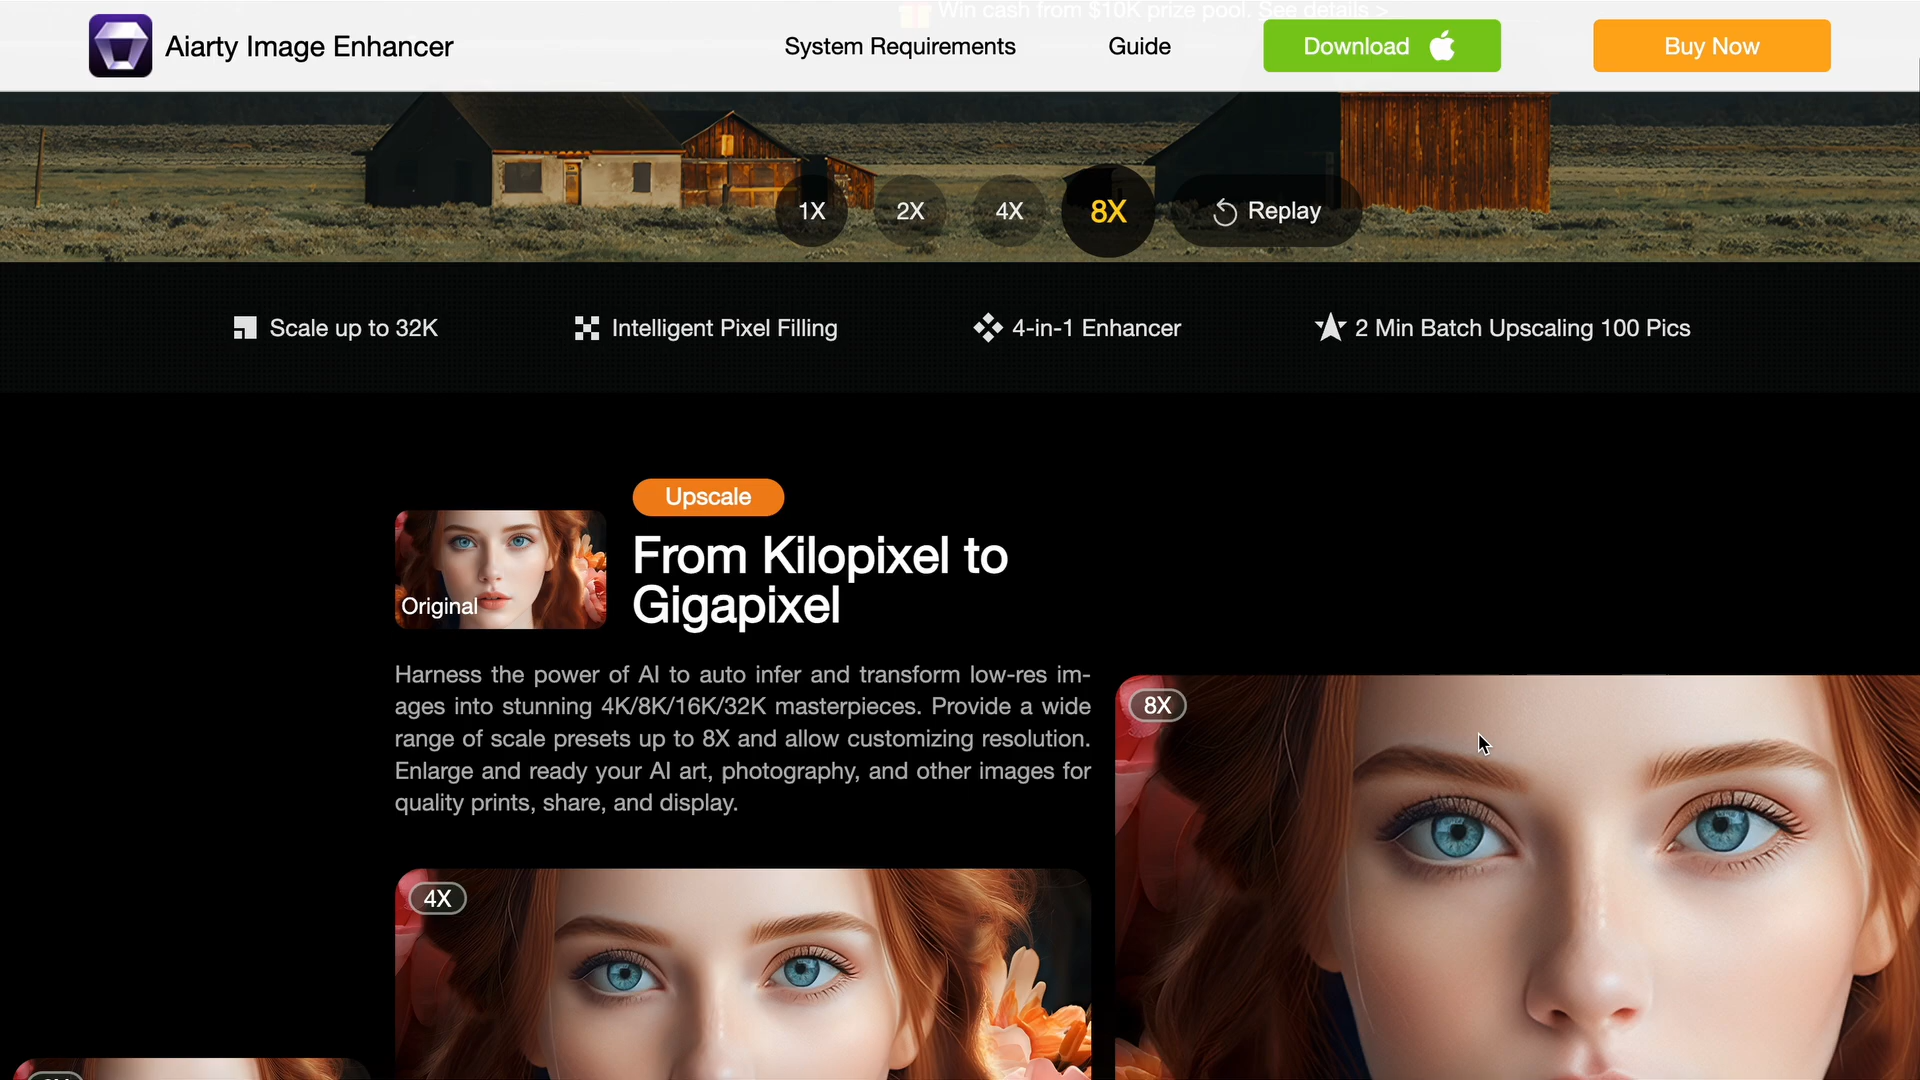 Win cash from $10K prize pool. See details >
Aiarty Image Enhancer
System Requirements
Guide
Download
Buy Now
1X
2X
4X
8X
Replay
Scale up to 32K
Intelligent Pixel Filling
4-in-1 Enhancer
2 Min Batch Upscaling 100 Pics
Upscale
From Kilopixel to
Gigapixel
Original
Harness the power of AI to auto infer and transform low-res im-
ages into stunning 4K/8K/16K/32K masterpieces. Provide a wide
range of scale presets up to 8X and allow customizing resolution.
Enlarge and ready your AI art, photography, and other images for
quality prints, share, and display.
8X
4X